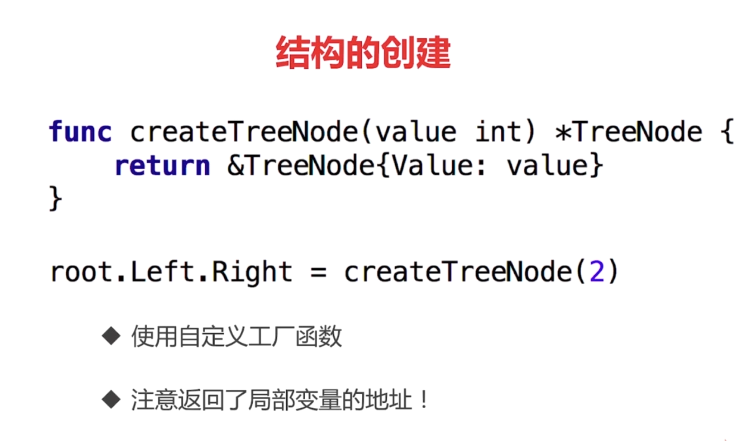 结构的创建
func createTreeNode(value int) *TreeNode {
    return &TreeNode{Value: value}
}
root.Left.Right = createTreeNode(2)
◆ 使用自定义工厂函数
◆ 注意返回了局部变量的地址！